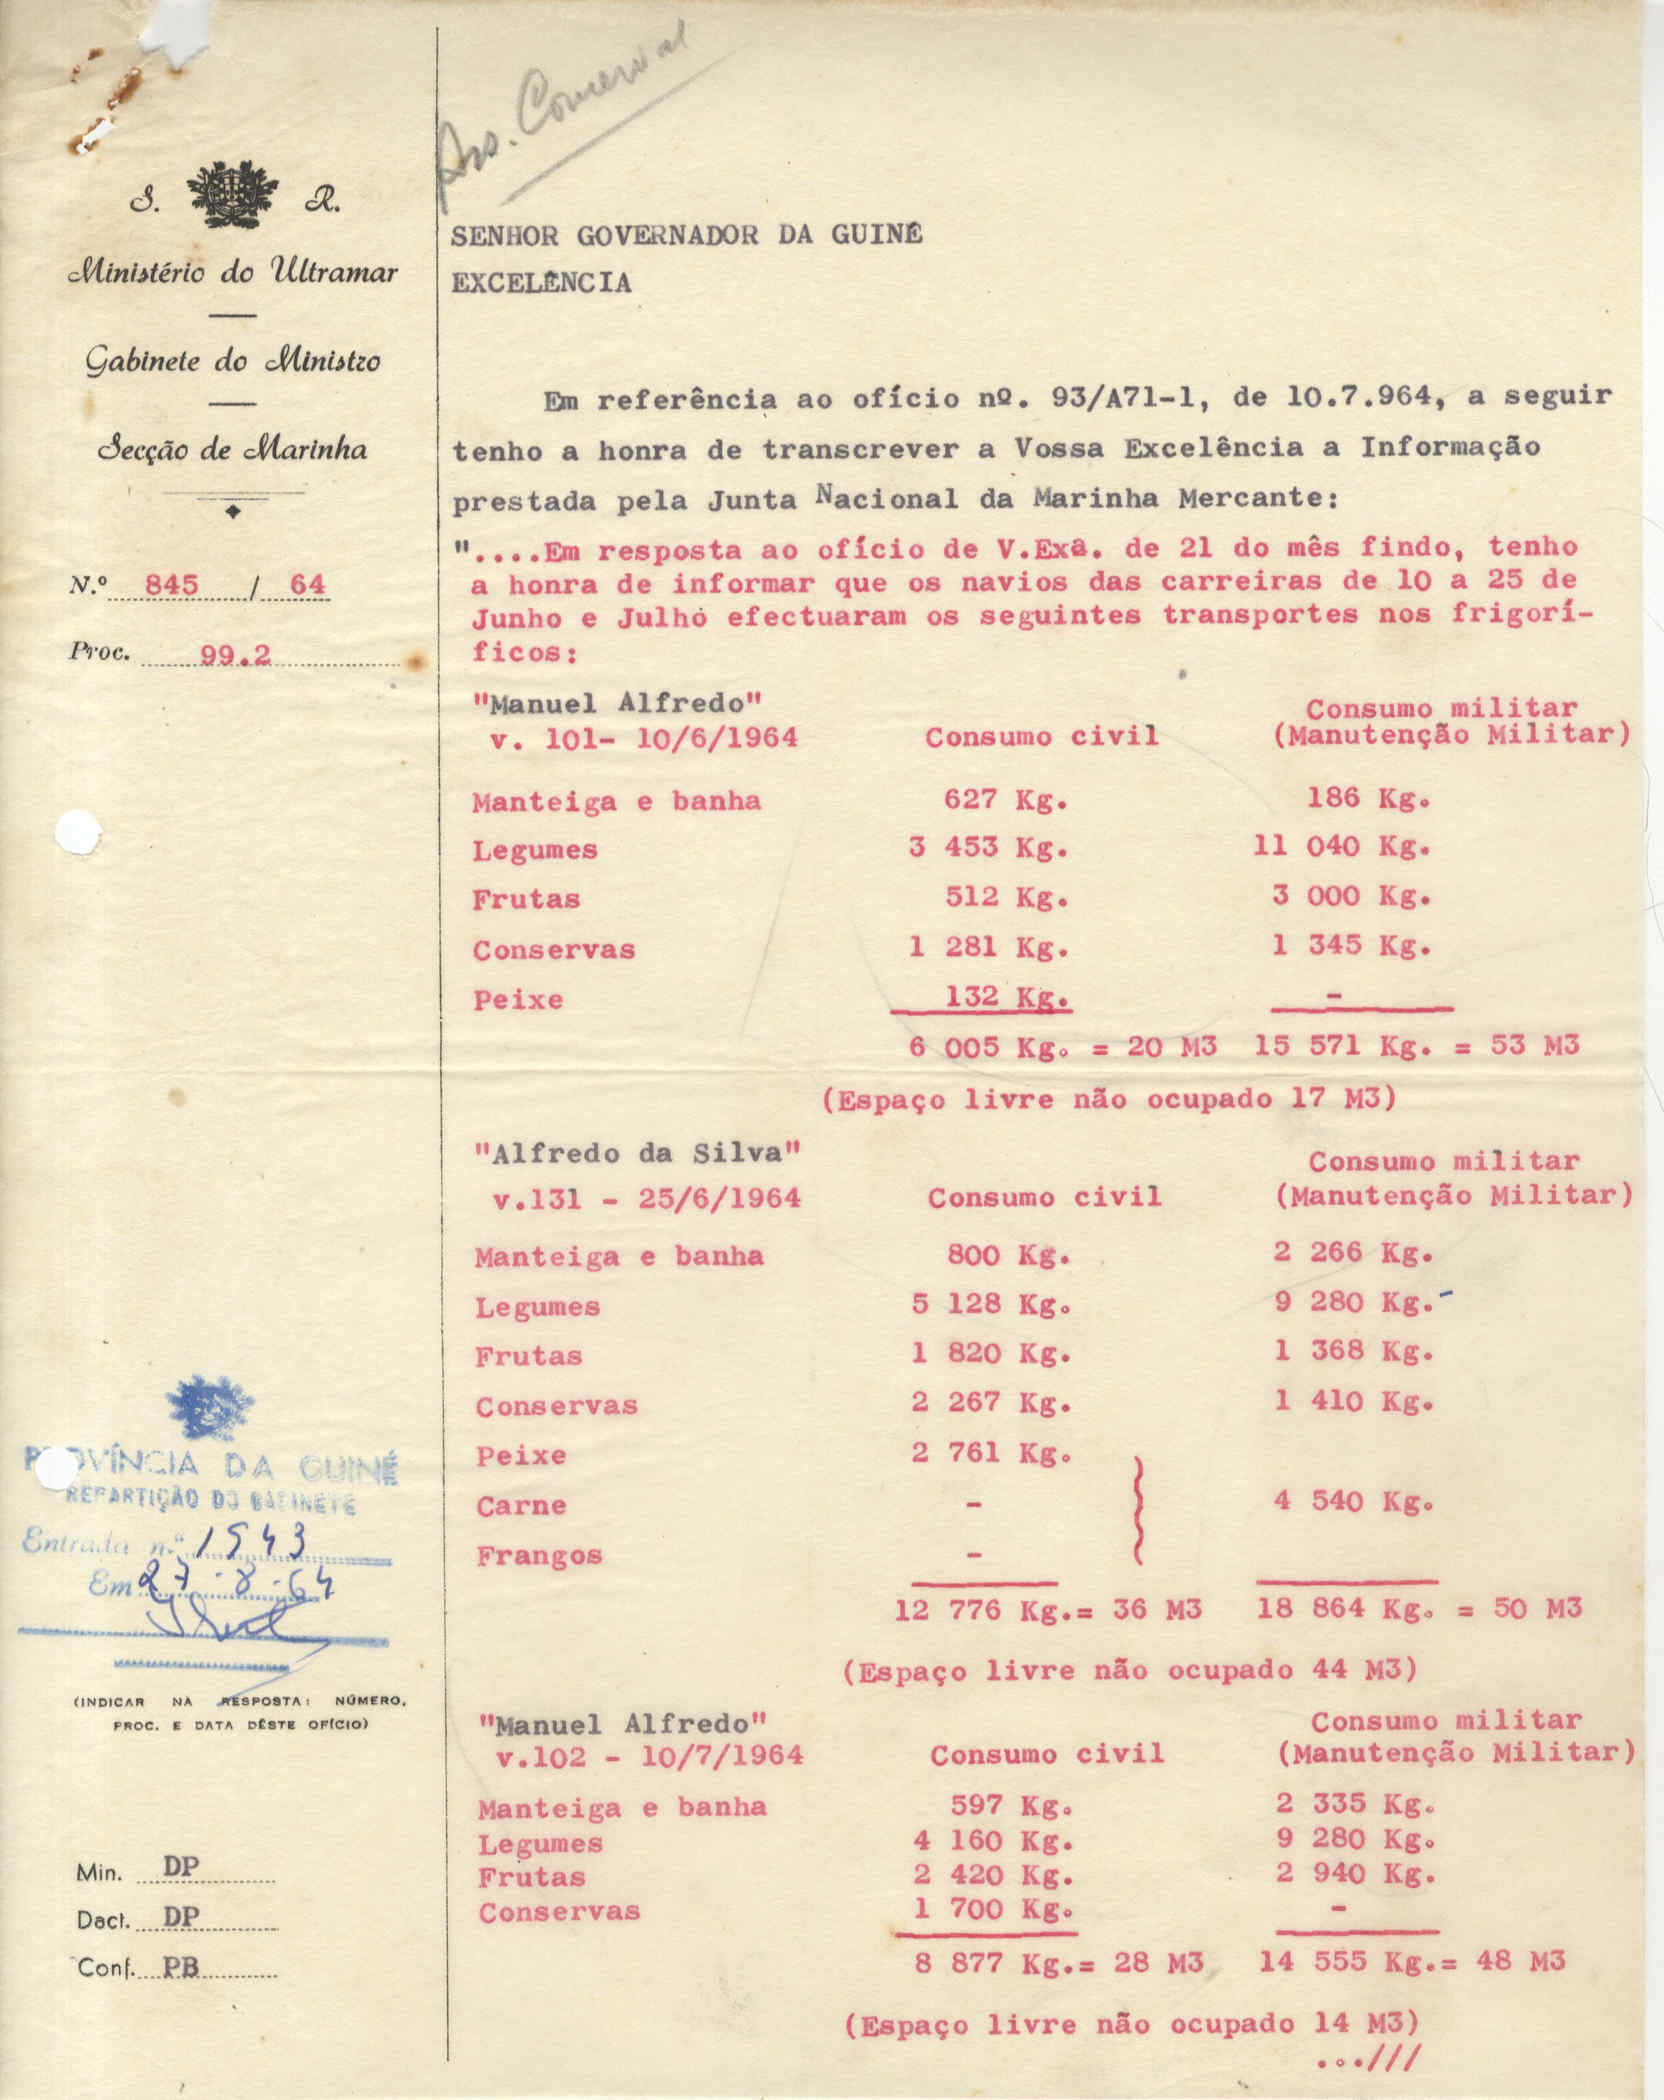 Comercial
S. R.
Ministério do Ultramar
Gabinete do Ministro
Secção de Marinha
N.º 845 / 64
Proc. 99.2
SENHOR GOVERNADOR DA GUINÉ
EXCELÊNCIA
Em referência ao ofício nº. 93/A71-1, de 10.7.964, a seguir
tenho a honra de transcrever a Vossa Excelência a Informação
prestada pela Junta Nacional da Marinha Mercante:
"....Em resposta ao ofício de V.Exª. de 21 do mês findo, tenho
a honra de informar que os navios das carreiras de 10 a 25 de
Junho e Julho efectuaram os seguintes transportes nos frigorí-
ficos:
"Manuel Alfredo" Consumo militar
v. 101- 10/6/1964 Consumo civil (Manutenção Militar)
Manteiga e banha 627 Kg. 186 Kg.
Legumes 3 453 Kg. 11 040 Kg.
Frutas 512 Kg. 3 000 Kg.
Conservas 1 281 Kg. 1 345 Kg.
Peixe 132 Kg. -
6 005 Kg. = 20 M3 15 571 Kg. = 53 M3
(Espaço livre não ocupado 17 M3)
"Alfredo da Silva" Consumo militar
v.131 - 25/6/1964 Consumo civil (Manutenção Militar)
Manteiga e banha 800 Kg. 2 266 Kg.
Legumes 5 128 Kg. 9 280 Kg.
Frutas 1 820 Kg. 1 368 Kg.
Conservas 2 267 Kg. 1 410 Kg.
Peixe 2 761 Kg.
Carne - 4 540 Kg.
Frangos -
12 776 Kg.= 36 M3 18 864 Kg. = 50 M3
(Espaço livre não ocupado 44 M3)
"Manuel Alfredo" Consumo militar
v.102 - 10/7/1964 Consumo civil (Manutenção Militar)
Manteiga e banha 597 Kg. 2 335 Kg.
Legumes 4 160 Kg. 9 280 Kg.
Frutas 2 420 Kg. 2 940 Kg.
Conservas 1 700 Kg. -
8 877 Kg.= 28 M3 14 555 Kg.= 48 M3
(Espaço livre não ocupado 14 M3)
...///
PROVÍNCIA DA GUINÉ
REPARTIÇÃO DO GABINETE
Entrada n.º 1943
Em 27-8-64
(INDICAR NA RESPOSTA: NÚMERO,
PROC. E DATA DÊSTE OFÍCIO)
Min. DP
Dact. DP
Conf. PB